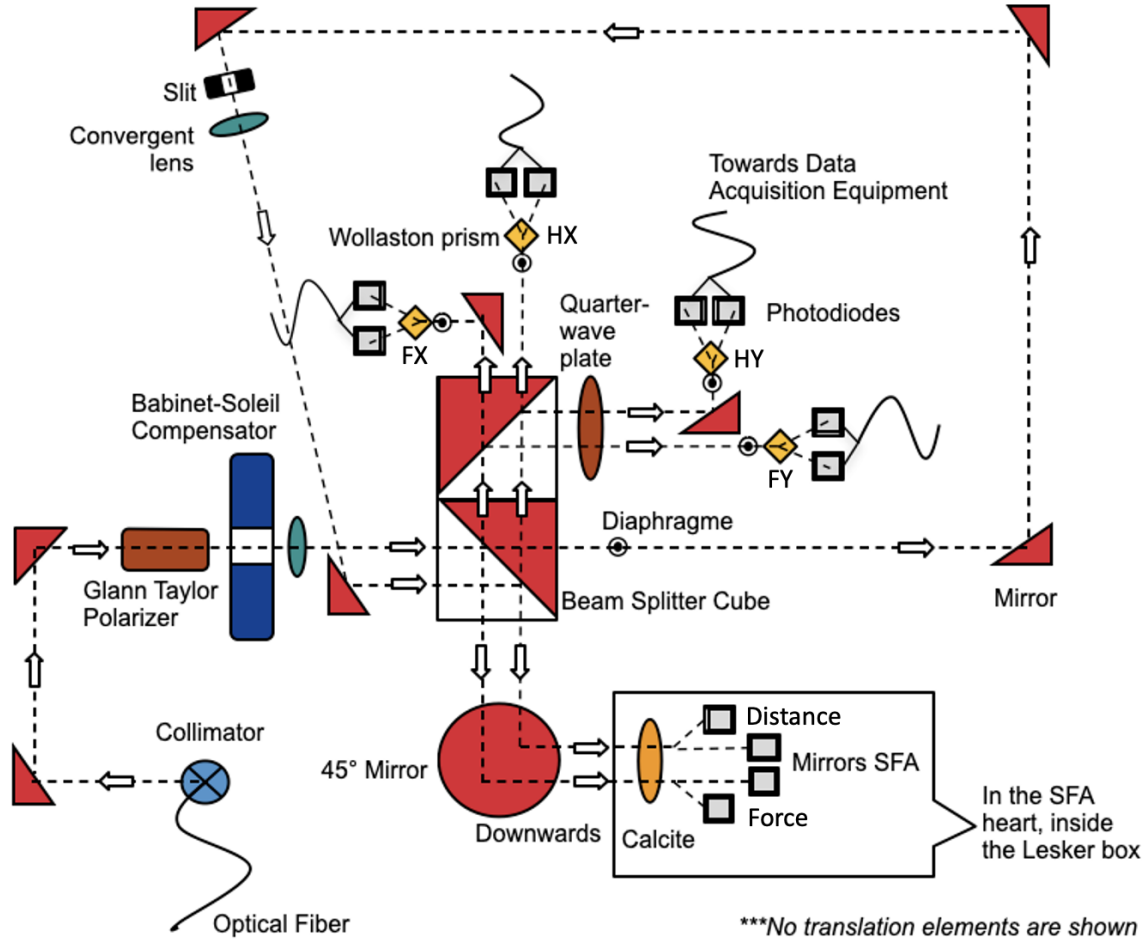 Slit
Convergent
lens
Towards Data
Acquisition Equipment
Wollaston prism
HX
Quarter-
wave
plate
Photodiodes
FX
HY
Babinet-Soleil
Compensator
FY
Diaphragme
Glann Taylor
Polarizer
Beam Splitter Cube
Mirror
Collimator
Distance
45° Mirror
Mirrors SFA
In the SFA
heart, inside
the Lesker box
Force
Downwards
Calcite
Optical Fiber
***No translation elements are shown